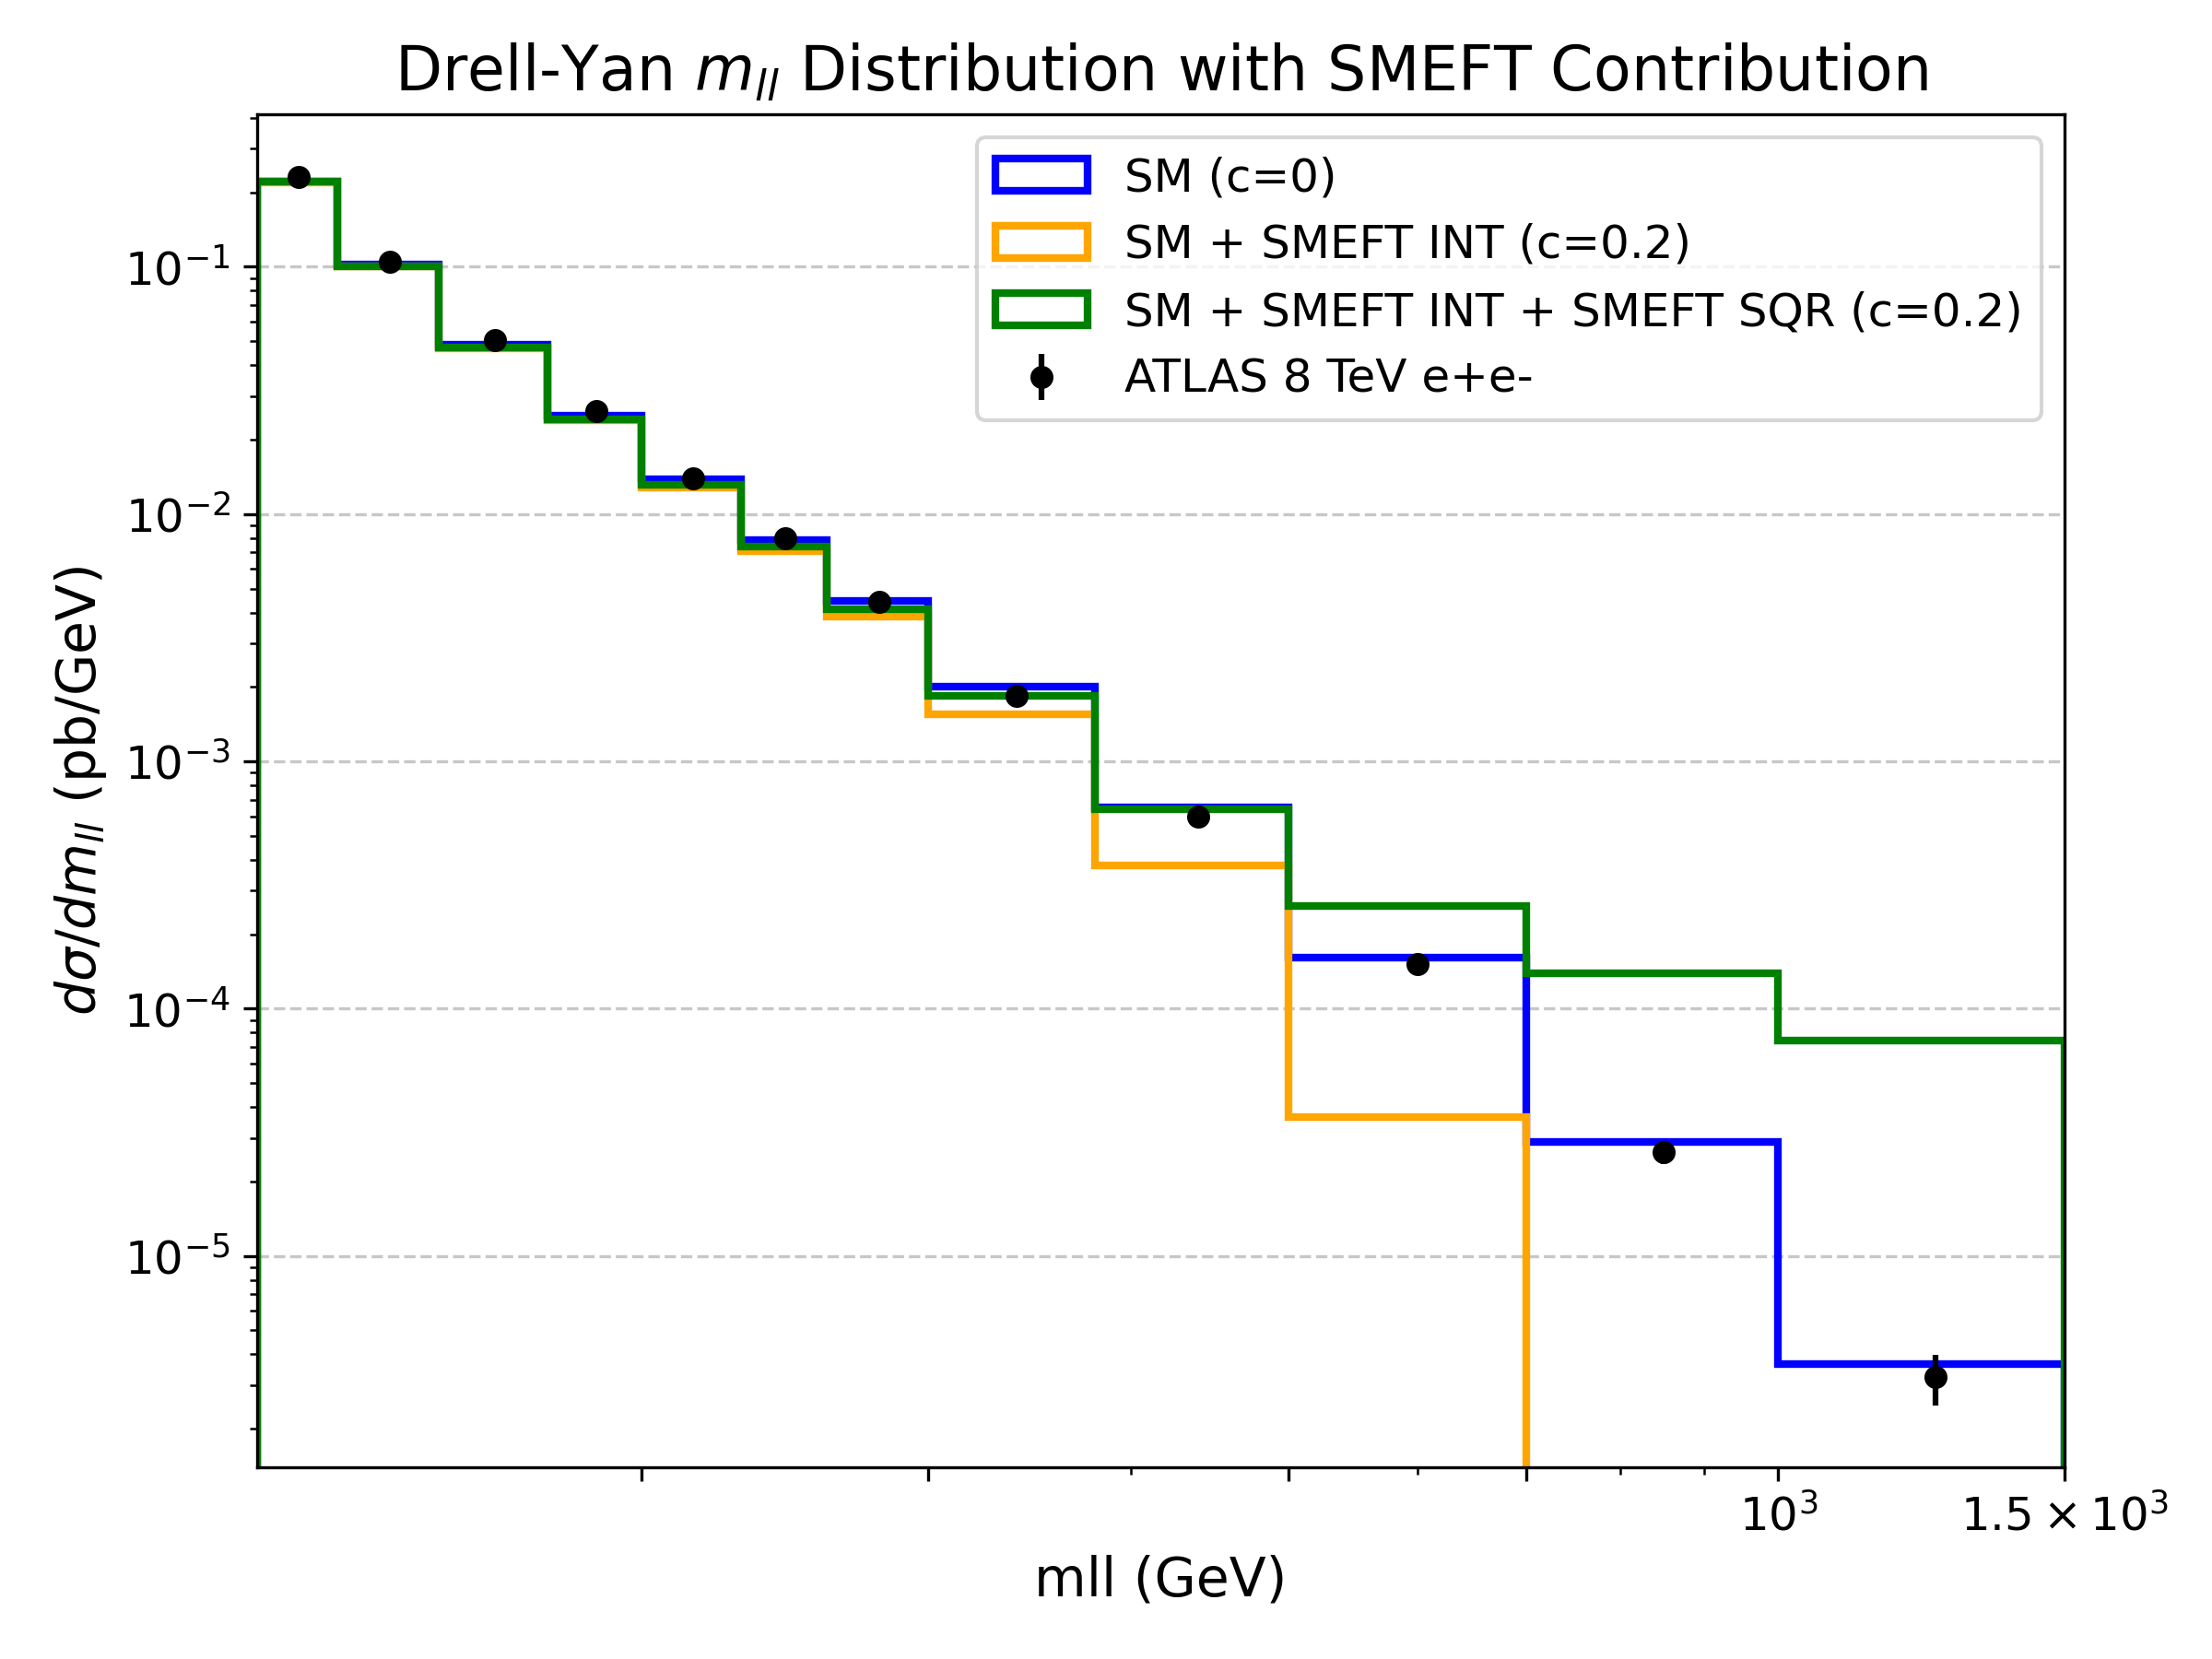 Drell-Yan $m_{ll}$ Distribution with SMEFT Contribution
SM (c=0)
SM + SMEFT INT (c=0.2)
SM + SMEFT INT + SMEFT SQR (c=0.2)
ATLAS 8 TeV e+e-
$d\sigma/dm_{ll}$ (pb/GeV)
$10^{-1}$
$10^{-2}$
$10^{-3}$
$10^{-4}$
$10^{-5}$
$10^{3}$
$1.5\times10^{3}$
mll (GeV)